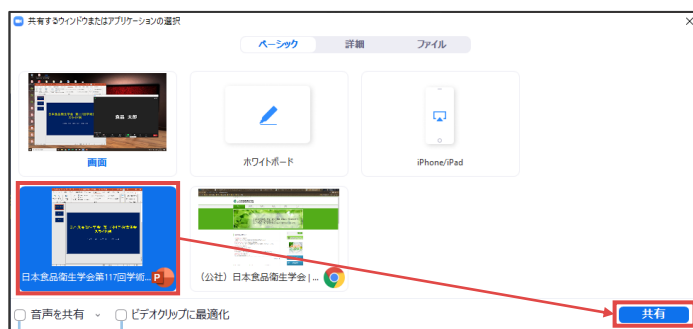 共有するウィンドウまたはアプリケーションの選択
ベーシック 詳細 ファイル
食品 太郎
画面
ホワイトボード
iPhone/iPad
日本食品衛生学会第117回学術...
（公社）日本食品衛生学会 | ...
音声を共有
ビデオクリップに最適化
共有